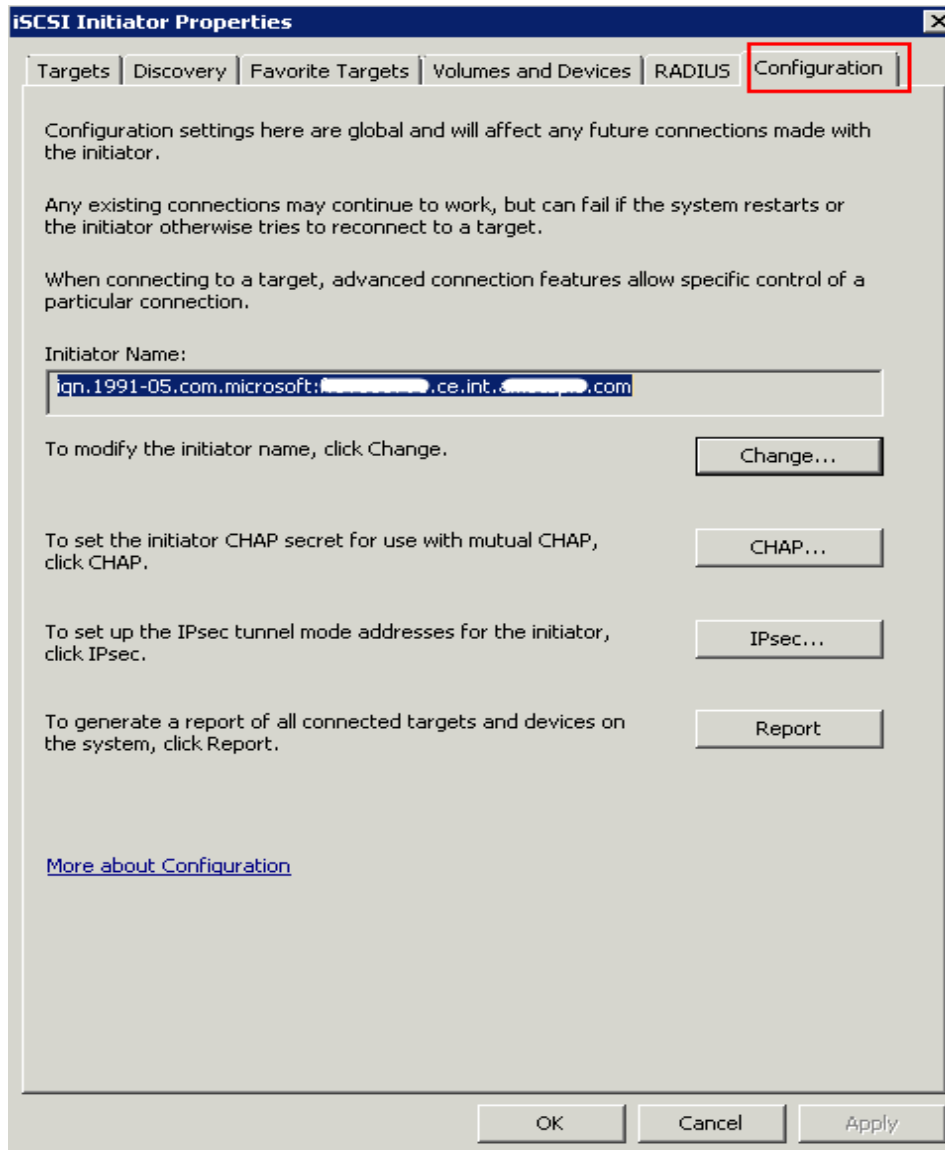 iSCSI Initiator Properties
Targets Discovery Favorite Targets Volumes and Devices RADIUS Configuration
Configuration settings here are global and will affect any future connections made with
the initiator.
Any existing connections may continue to work, but can fail if the system restarts or
the initiator otherwise tries to reconnect to a target.
When connecting to a target, advanced connection features allow specific control of a
particular connection.
Initiator Name:
iqn.1991-05.com.microsoft: .ce.int. .com
To modify the initiator name, click Change.
Change...
To set the initiator CHAP secret for use with mutual CHAP,
click CHAP.
CHAP...
To set up the IPsec tunnel mode addresses for the initiator,
click IPsec.
IPsec...
To generate a report of all connected targets and devices on
the system, click Report.
Report
More about Configuration
OK Cancel Apply